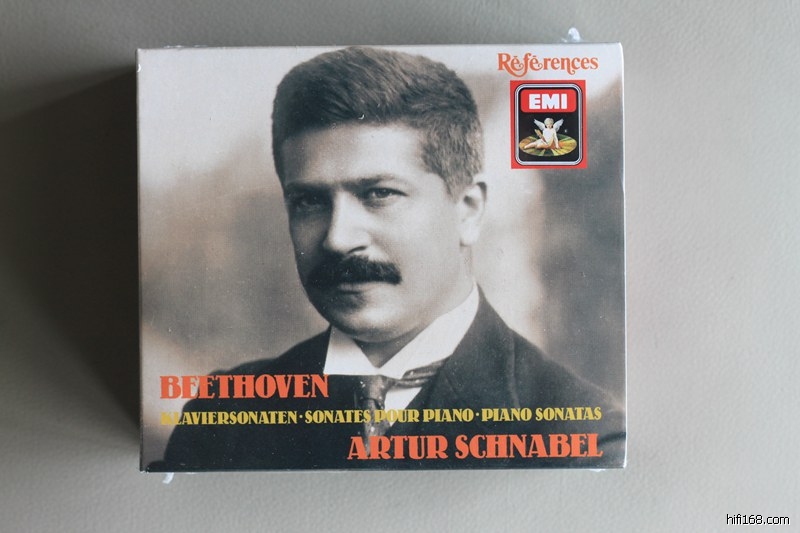 Références
EMI
BEETHOVEN
KLAVIERSONATEN · SONATES POUR PIANO · PIANO SONATAS
ARTUR SCHNABEL
hifi168.com